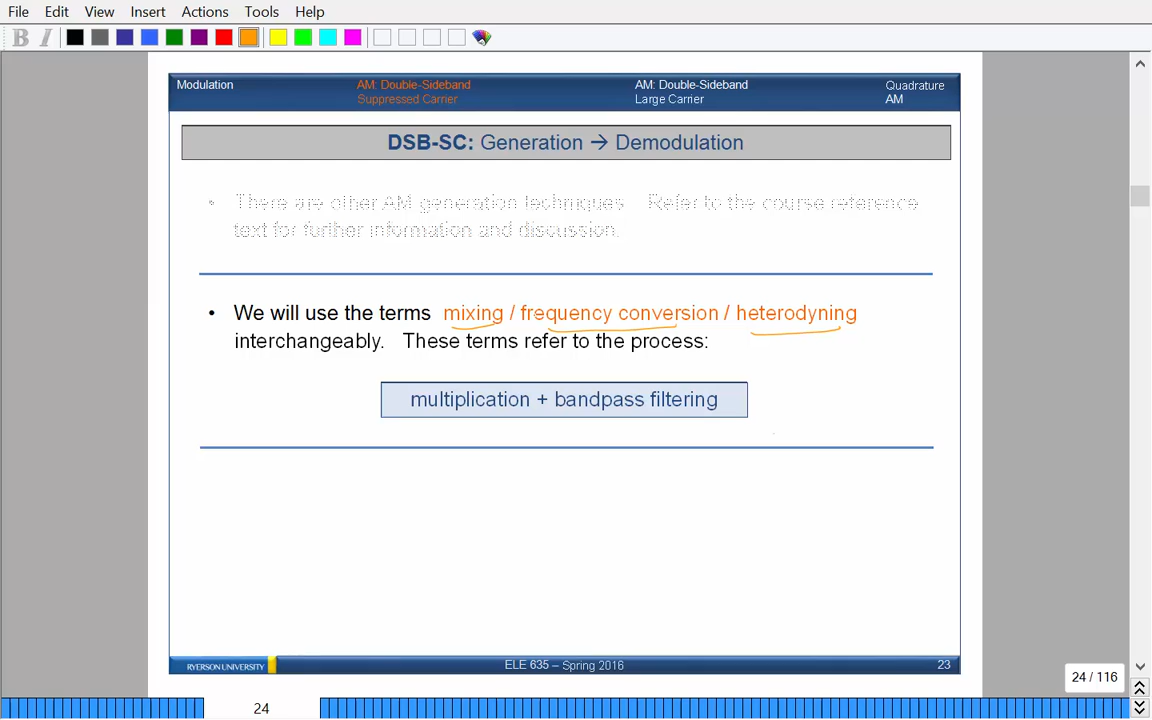 File Edit View Insert Actions Tools Help
B I
Modulation AM: Double-Sideband AM: Double-Sideband Quadrature
Suppressed Carrier Large Carrier AM
DSB-SC: Generation → Demodulation
• There are other AM generation techniques Refer to the course reference
text for further information and discussion.
• We will use the terms mixing / frequency conversion / heterodyning
interchangeably. These terms refer to the process:
multiplication + bandpass filtering
RYERSON UNIVERSITY ELE 635 – Spring 2016 23
24 / 116
24